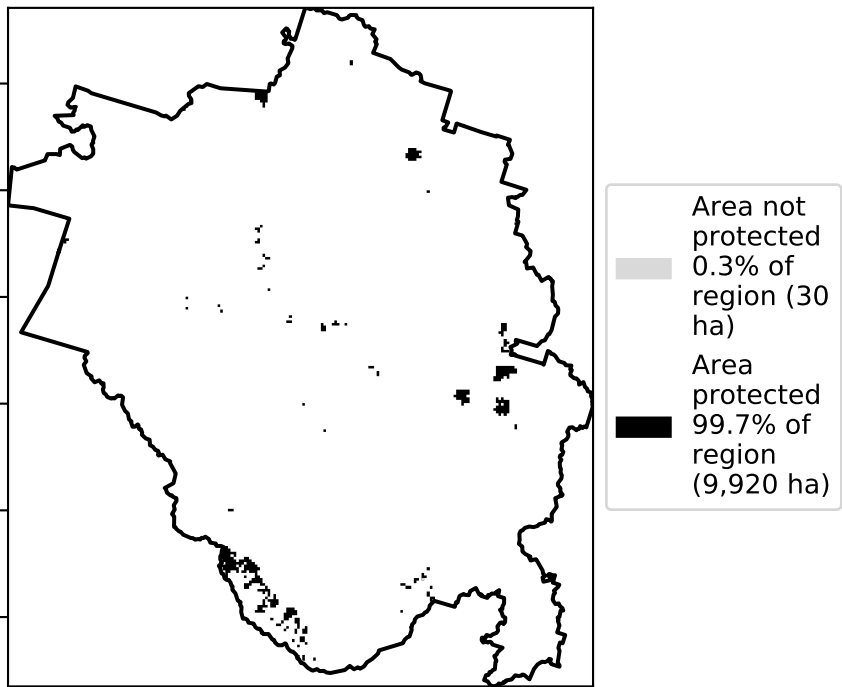 Area not
protected
0.3% of
region (30
ha)
Area
protected
99.7% of
region
(9,920 ha)